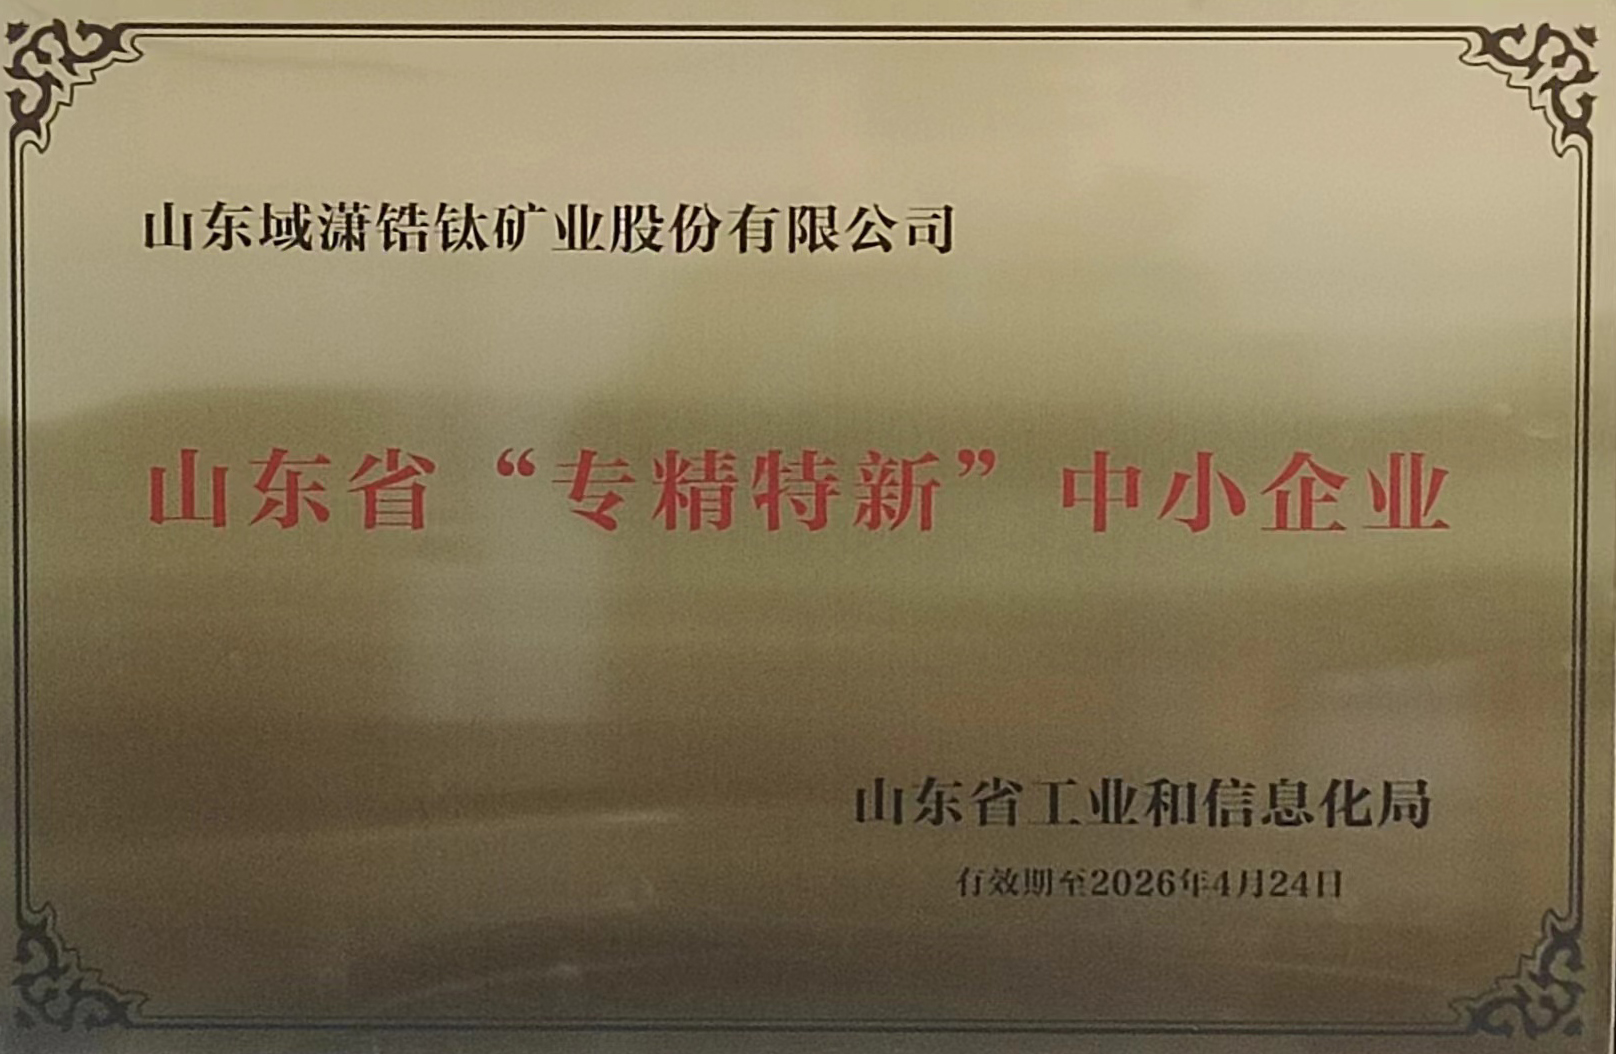 山东域潇锆钛矿业股份有限公司
山东省“专精特新”中小企业
山东省工业和信息化局
有效期至2026年4月24日